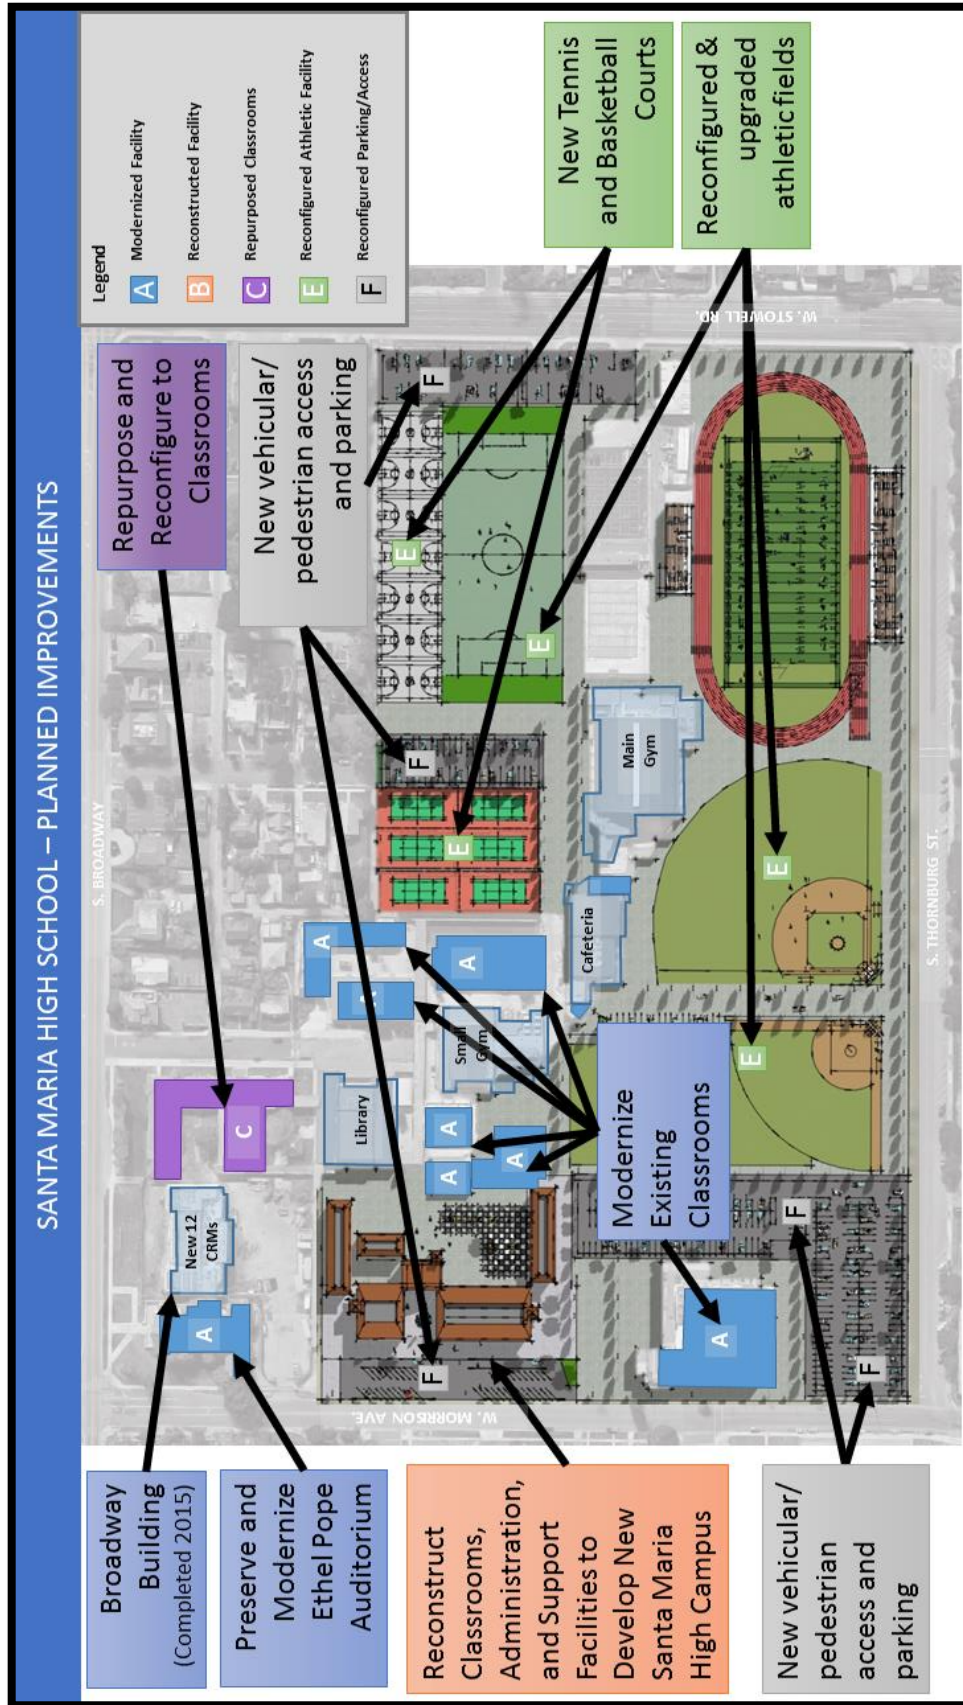 SANTA MARIA HIGH SCHOOL – PLANNED IMPROVEMENTS
Legend
A Modernized Facility
B Reconstructed Facility
C Repurposed Classrooms
E Reconfigured Athletic Facility
F Reconfigured Parking/Access
Broadway
Building
(Completed 2015)
Preserve and
Modernize
Ethel Pope
Auditorium
Reconstruct
Classrooms,
Administration,
and Support
Facilities to
Develop New
Santa Maria
High Campus
New vehicular/
pedestrian
access and
parking
Repurpose and
Reconfigure to
Classrooms
New vehicular/
pedestrian access
and parking
New Tennis
and Basketball
Courts
Reconfigured &
upgraded
athletic fields
Modernize
Existing
Classrooms
S. BROADWAY
W. MORRISON AVE.
W. STOWELL RD.
S. THORNBURG ST.
New 12
CRMs
A
C
Library
Small
Gym
Cafeteria
Main
Gym
A
A
A
A
A
A
A
E
E
E
E
E
F
F
F
F
F